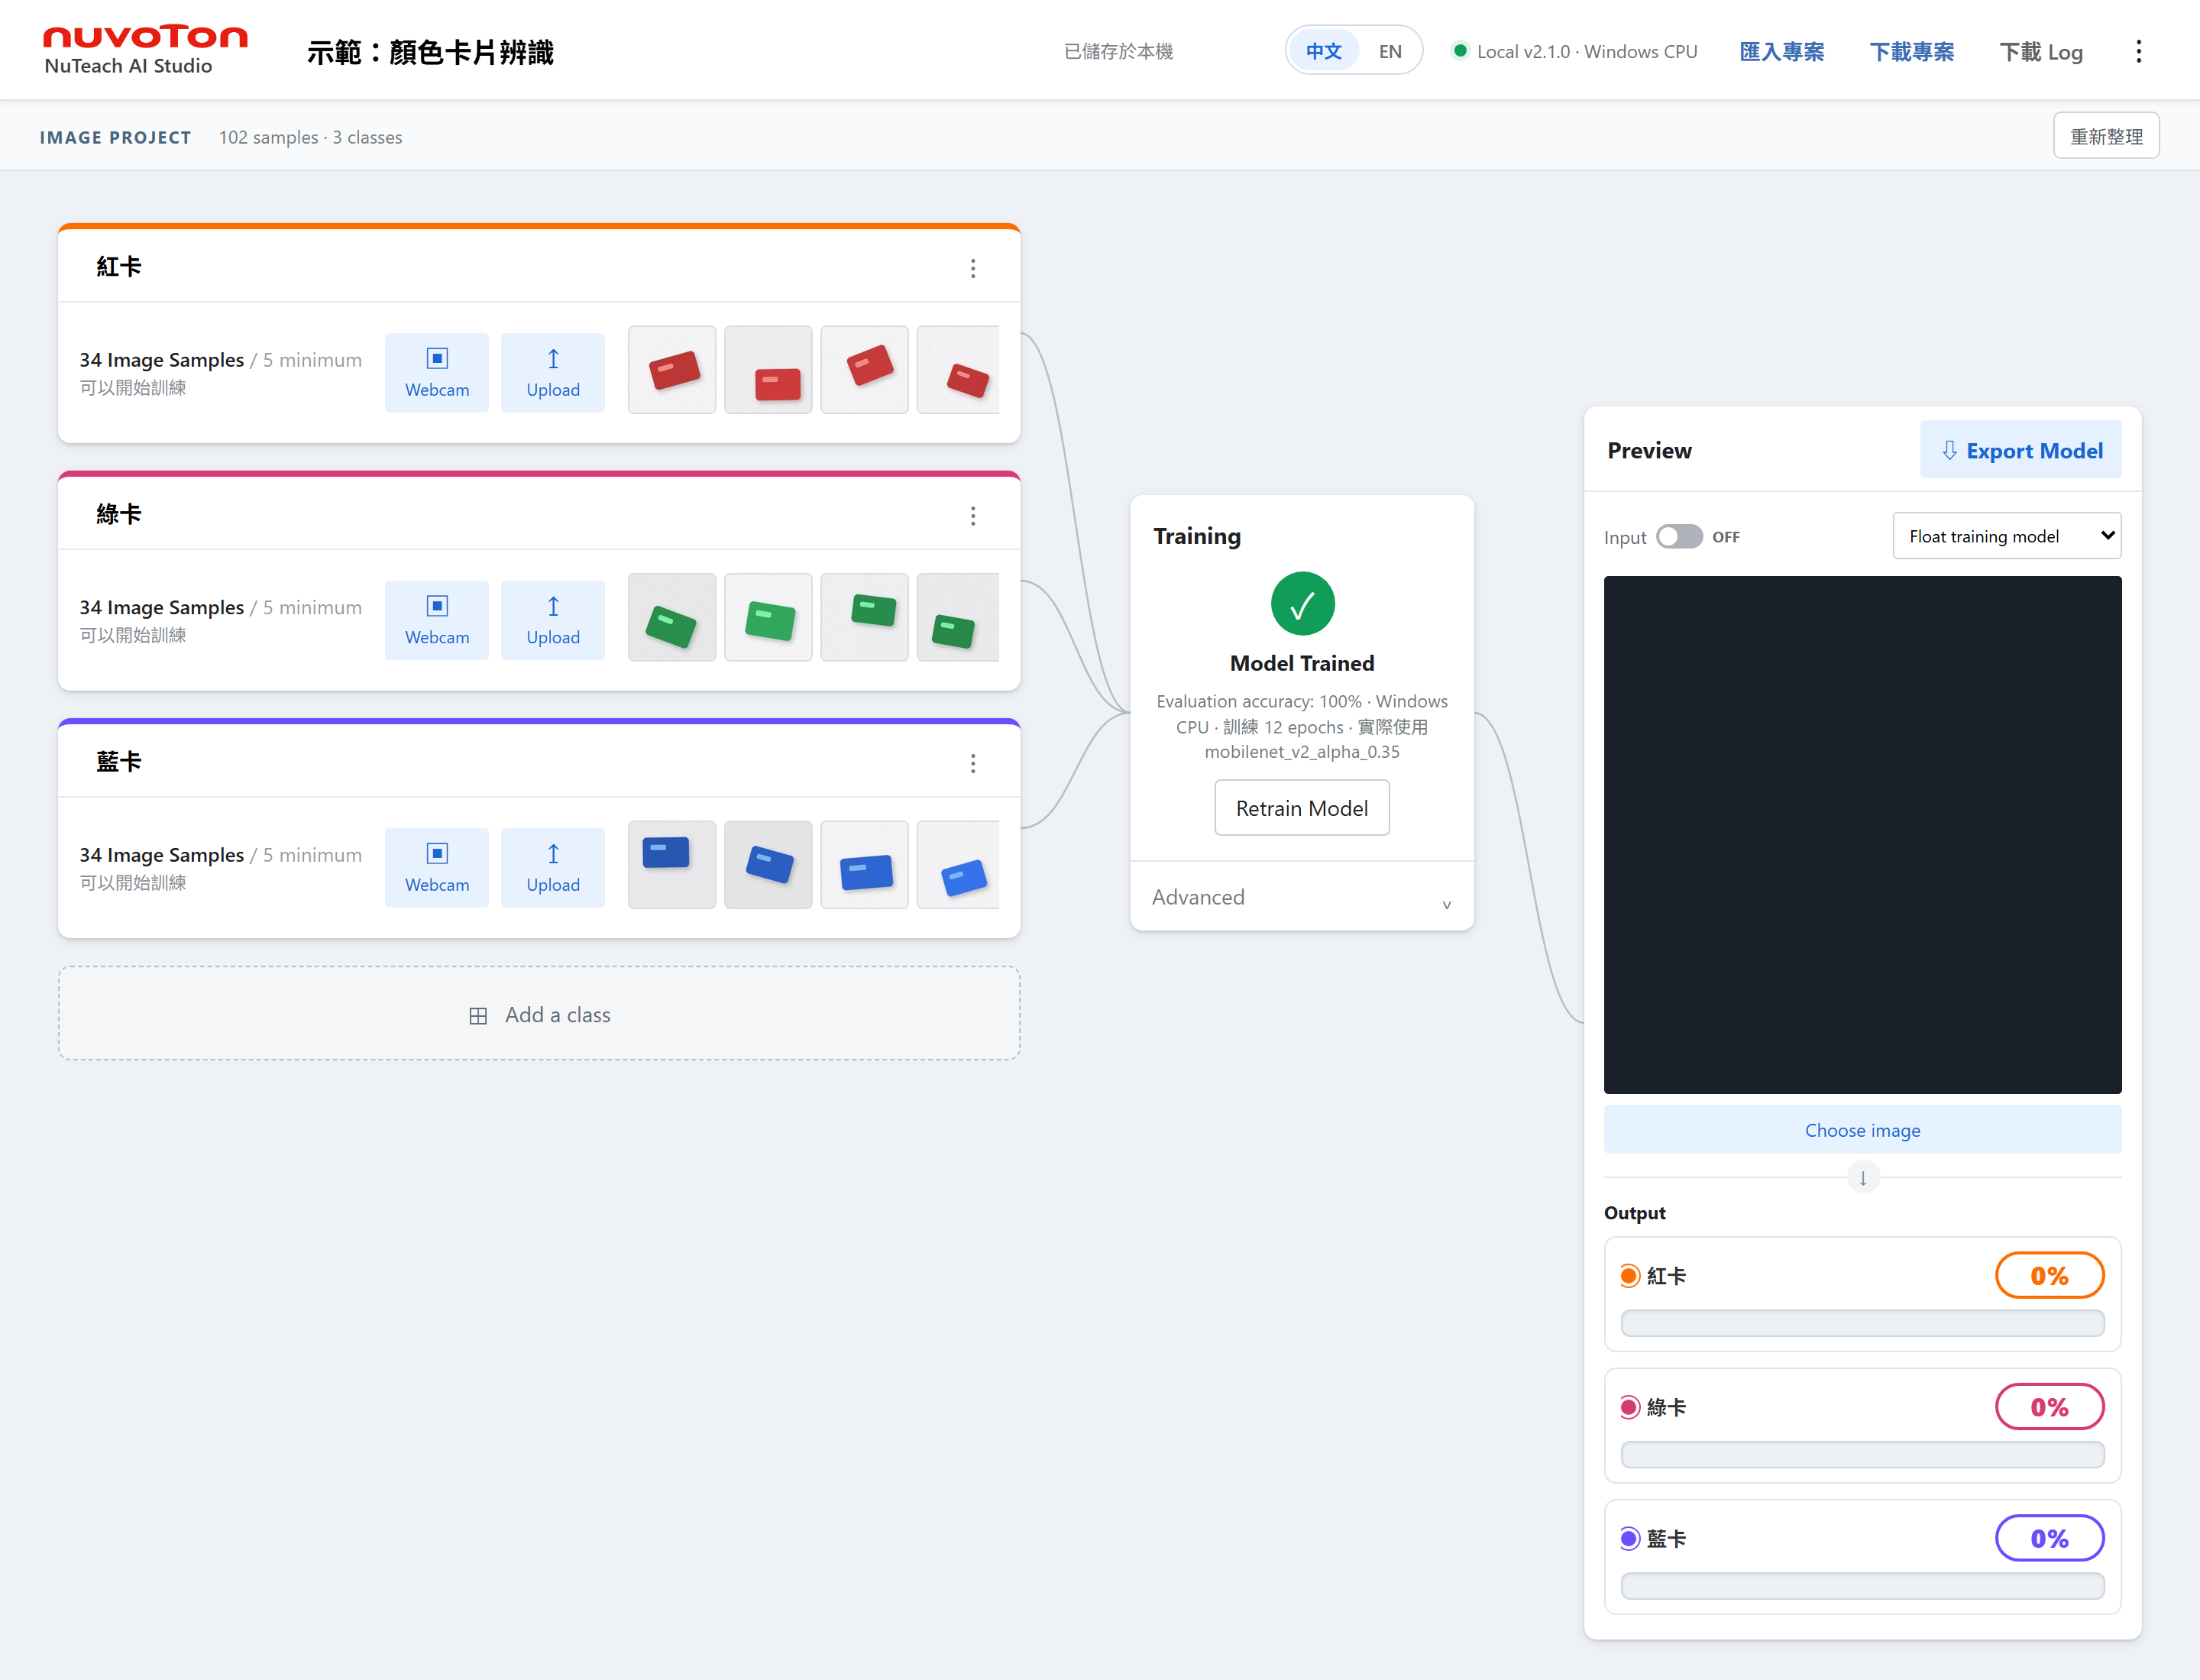 nuvoTon
NuTeach AI Studio
示範：顏色卡片辨識
已儲存於本機
中文 EN
Local v2.1.0 · Windows CPU
匯入專案
下載專案
下載 Log
IMAGE PROJECT
102 samples · 3 classes
重新整理
紅卡
34 Image Samples / 5 minimum
可以開始訓練
Webcam
Upload
綠卡
34 Image Samples / 5 minimum
可以開始訓練
Webcam
Upload
藍卡
34 Image Samples / 5 minimum
可以開始訓練
Webcam
Upload
Add a class
Training
Model Trained
Evaluation accuracy: 100% · Windows
CPU · 訓練 12 epochs · 實際使用
mobilenet_v2_alpha_0.35
Retrain Model
Advanced
Preview
Export Model
Input
OFF
Float training model
Choose image
Output
紅卡
0%
綠卡
0%
藍卡
0%